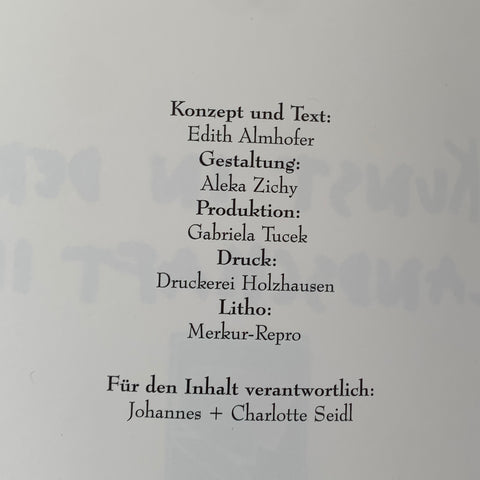 Konzept und Text:
Edith Almhofer
Gestaltung:
Aleka Zichy
Produktion:
Gabriela Tucek
Druck:
Druckerei Holzhausen
Litho:
Merkur-Repro
Für den Inhalt verantwortlich:
Johannes + Charlotte Seidl